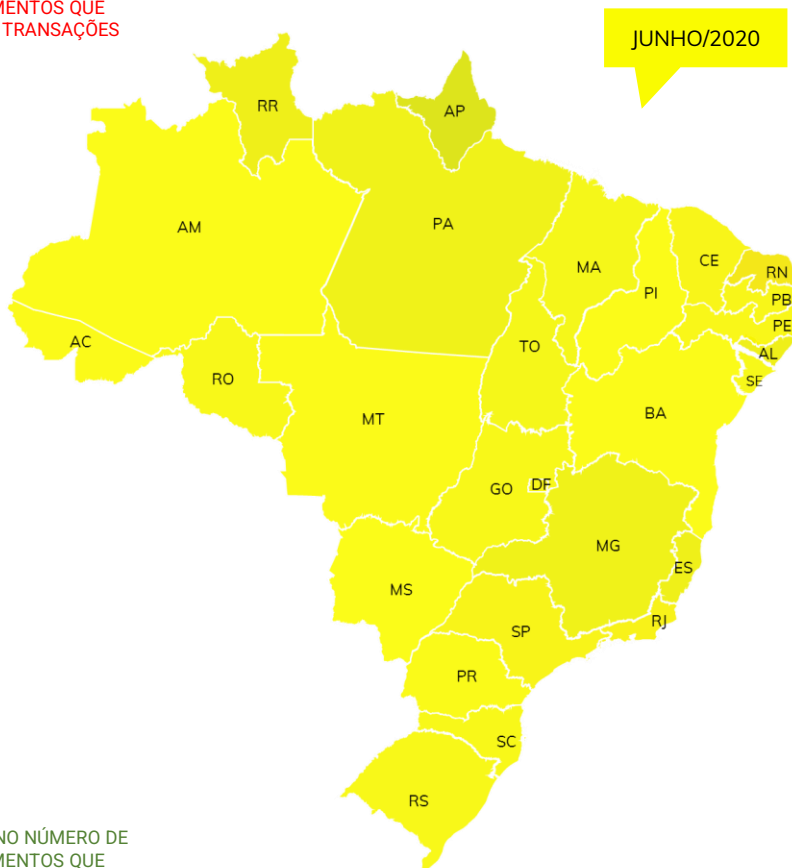 MENTOS QUE
TRANSAÇÕES
JUNHO/2020
RR
AP
AM
PA
MA
CE
RN
PI
PB
PE
AC
TO
AL
RO
SE
MT
BA
GO
DF
MG
ES
MS
RJ
SP
PR
SC
RS
NO NÚMERO DE
MENTOS QUE